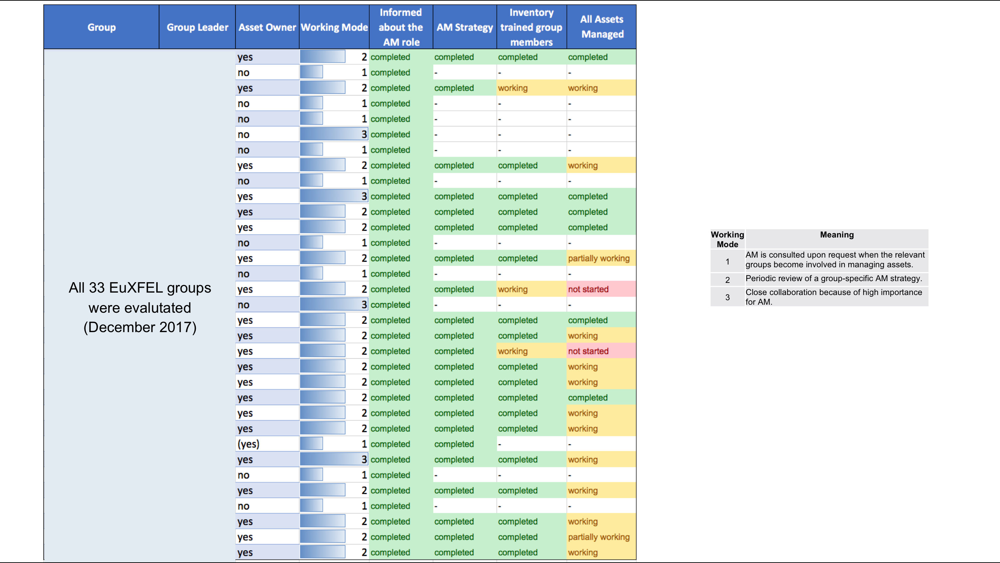 Group Group Leader Asset Owner Working Mode Informed about the AM role AM Strategy Inventory trained group members All Assets Managed
yes 2 completed completed completed completed
no 1 completed - - -
yes 2 completed completed working working
no 1 completed - - -
no 1 completed - - -
no 3 completed - - -
no 1 completed - - -
yes 2 completed completed completed working
no 1 completed - - -
yes 3 completed completed completed completed
yes 2 completed completed completed completed
yes 2 completed completed completed completed
no 1 completed - - -
yes 2 completed completed completed partially working
no 1 completed - - -
yes 2 completed completed working not started
no 3 completed - - -
yes 2 completed completed completed completed
yes 2 completed completed completed working
yes 2 completed completed working not started
yes 2 completed completed completed working
yes 2 completed completed completed working
yes 2 completed completed completed completed
yes 2 completed completed completed working
yes 2 completed completed completed working
(yes) 1 completed completed - -
yes 3 completed completed completed working
no 1 completed - - -
yes 2 completed completed completed working
no 1 completed - - -
yes 2 completed completed completed working
yes 2 completed completed completed partially working
yes 2 completed completed completed working
All 33 EuXFEL groups
were evalutated
(December 2017)
Working Mode Meaning
1 AM is consulted upon request when the relevant
groups become involved in managing assets.
2 Periodic review of a group-specific AM strategy.
3 Close collaboration because of high importance
for AM.